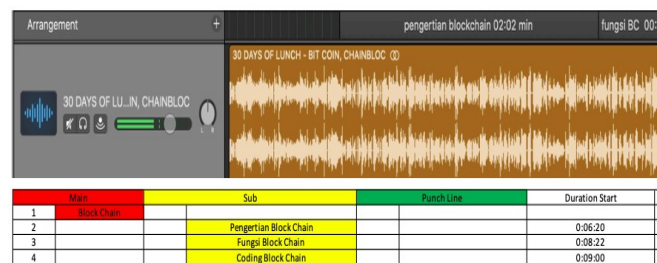 Arrangement +
pengertian blockchain 02:02 min
fungsi BC 00:
30 DAYS OF LUNCH - BIT COIN, CHAINBLOC
30 DAYS OF LU...IN, CHAINBLOC
L R
Main Sub Punch Line Duration Start
1 Block Chain
2 Pengertian Block Chain 0:06:20
3 Fungsi Block Chain 0:08:22
4 Coding Block Chain 0:09:00